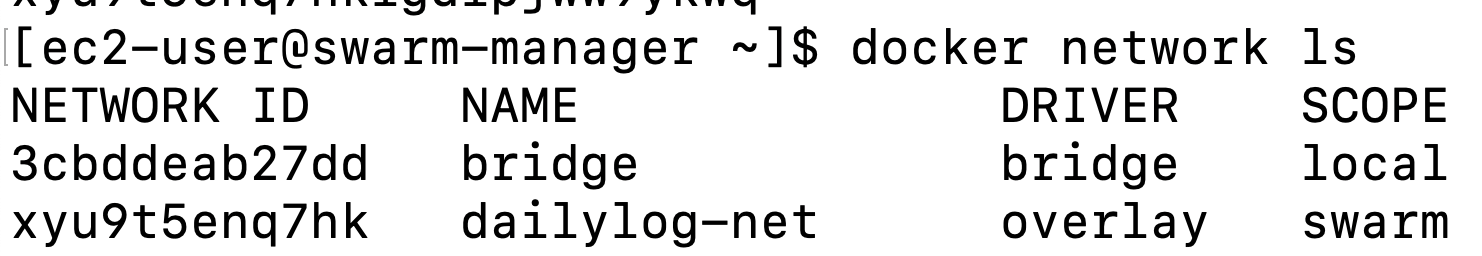 [ec2-user@swarm-manager ~]$ docker network ls
NETWORK ID NAME DRIVER SCOPE
3cbddeab27dd bridge bridge local
xyu9t5enq7hk dailylog-net overlay swarm